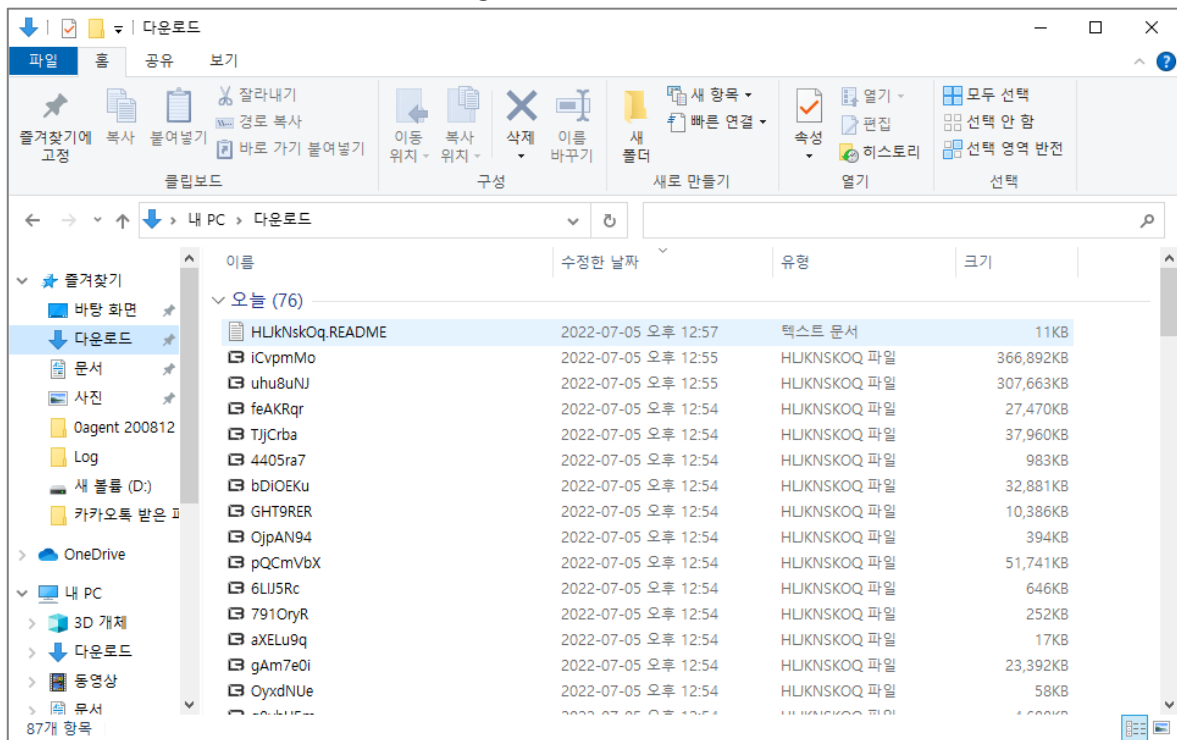 다운로드
파일 홈 공유 보기
즐겨찾기에 고정
복사
붙여넣기
잘라내기
경로 복사
바로 가기 붙여넣기
클립보드
이동 위치
복사 위치
삭제
이름 바꾸기
구성
새 폴더
새 항목
빠른 연결
새로 만들기
속성
열기
편집
히스토리
열기
모두 선택
선택 안 함
선택 영역 반전
선택
내 PC > 다운로드
이름 수정한 날짜 유형 크기
즐겨찾기
바탕 화면
다운로드
문서
사진
0agent 200812
Log
새 볼륨 (D:)
카카오톡 받은
OneDrive
내 PC
3D 개체
다운로드
동영상
문서
오늘 (76)
HLJkNskOq.README 2022-07-05 오후 12:57 텍스트 문서 11KB
iCvpmMo 2022-07-05 오후 12:55 HLJKNSKOQ 파일 366,892KB
uhu8uNJ 2022-07-05 오후 12:55 HLJKNSKOQ 파일 307,663KB
feAKRqr 2022-07-05 오후 12:54 HLJKNSKOQ 파일 27,470KB
TJjCrba 2022-07-05 오후 12:54 HLJKNSKOQ 파일 37,960KB
4405ra7 2022-07-05 오후 12:54 HLJKNSKOQ 파일 983KB
bDiOEKu 2022-07-05 오후 12:54 HLJKNSKOQ 파일 32,881KB
GHT9RER 2022-07-05 오후 12:54 HLJKNSKOQ 파일 10,386KB
OjpAN94 2022-07-05 오후 12:54 HLJKNSKOQ 파일 394KB
pQCmVbX 2022-07-05 오후 12:54 HLJKNSKOQ 파일 51,741KB
6LIJ5Rc 2022-07-05 오후 12:54 HLJKNSKOQ 파일 646KB
791OryR 2022-07-05 오후 12:54 HLJKNSKOQ 파일 252KB
aXELu9q 2022-07-05 오후 12:54 HLJKNSKOQ 파일 17KB
gAm7e0i 2022-07-05 오후 12:54 HLJKNSKOQ 파일 23,392KB
OyxdNUe 2022-07-05 오후 12:54 HLJKNSKOQ 파일 58KB
87개 항목